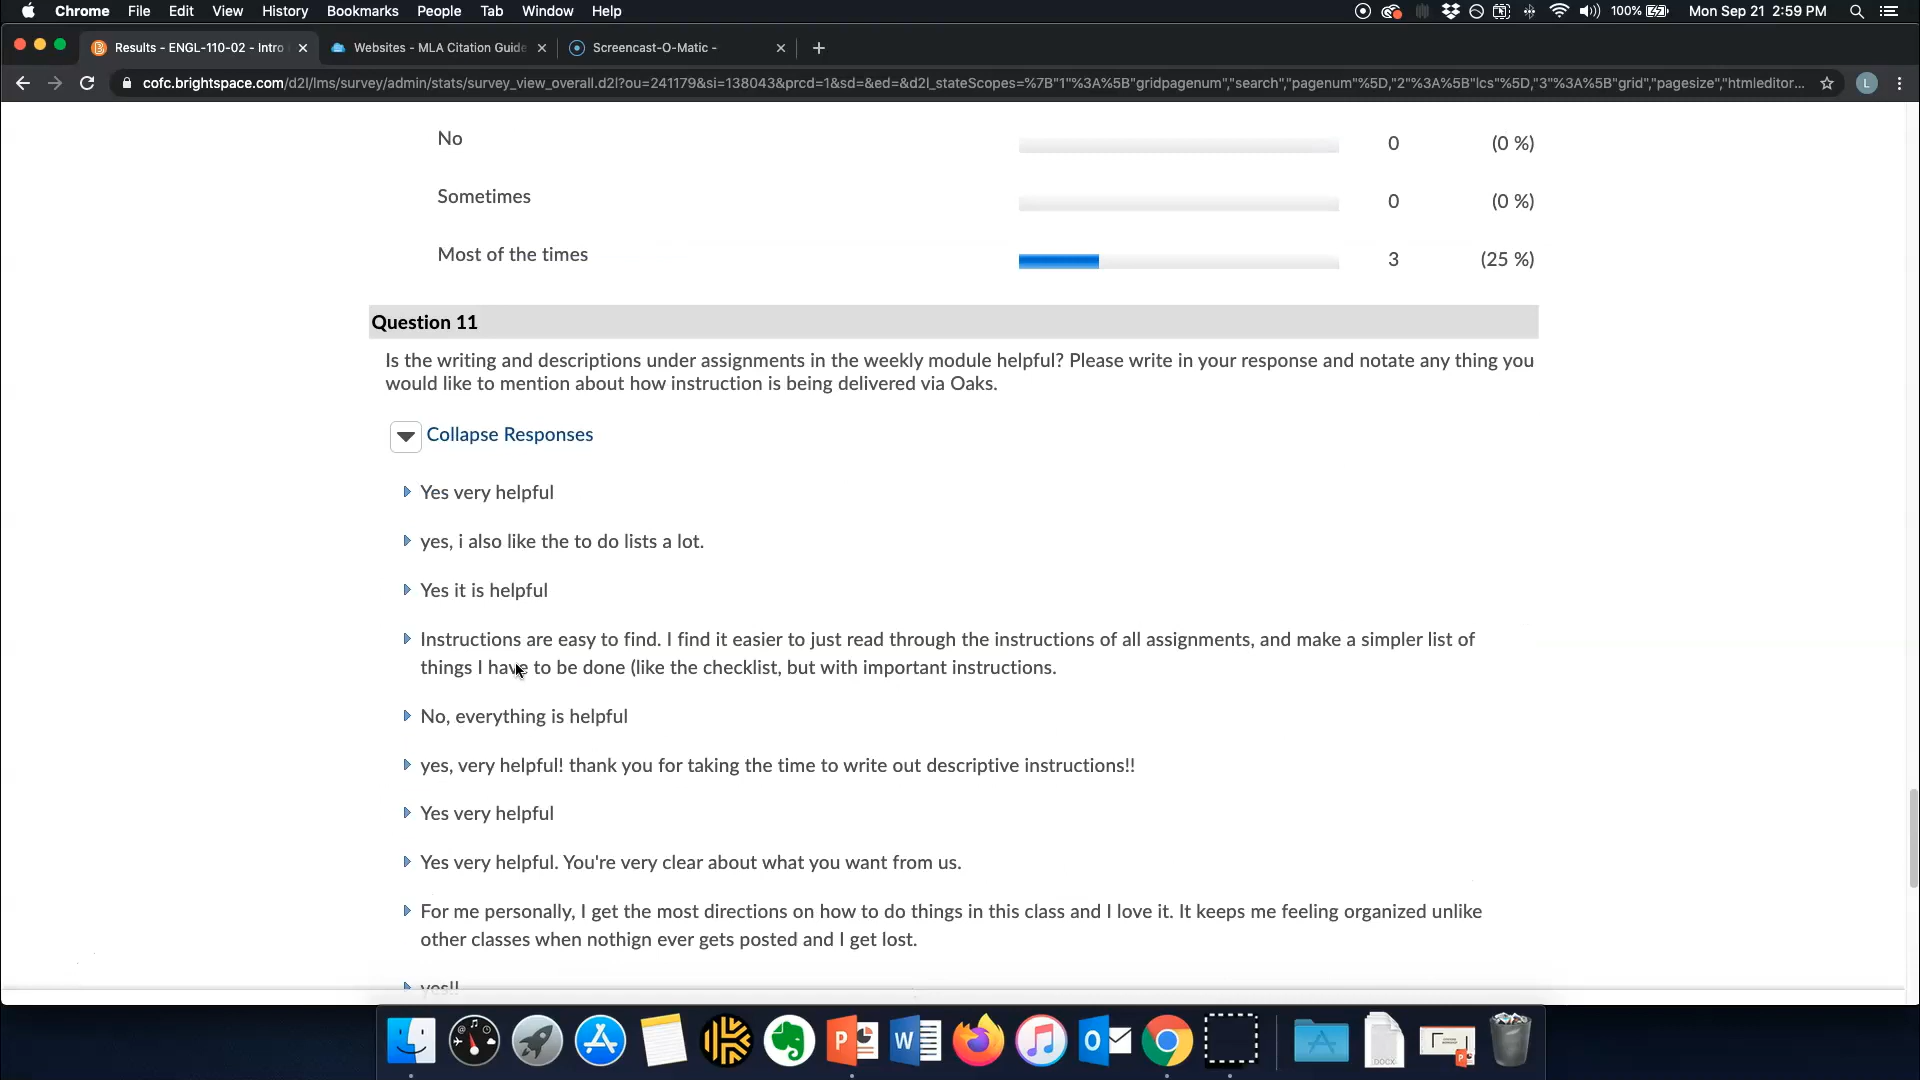 Chrome File Edit View History Bookmarks People Tab Window Help 100% Mon Sep 21 2:59 PM
Results - ENGL-110-02 - Intro Websites - MLA Citation Guide Screencast-O-Matic -
cofc.brightspace.com/d2l/lms/survey/admin/stats/survey_view_overall.d2l?ou=241179&si=138043&prcd=1&sd=&ed=&d2l_stateScopes=%7B"1"%3A%5B"gridpagenum","search","pagenum"%5D,"2"%3A%5B"lcs"%5D,"3"%3A%5B"grid","pagesize","htmleditor... L
No 0 (0 %)
Sometimes 0 (0 %)
Most of the times 3 (25 %)
Question 11
Is the writing and descriptions under assignments in the weekly module helpful? Please write in your response and notate any thing you
would like to mention about how instruction is being delivered via Oaks.
Collapse Responses
Yes very helpful
yes, i also like the to do lists a lot.
Yes it is helpful
Instructions are easy to find. I find it easier to just read through the instructions of all assignments, and make a simpler list of
things I have to be done (like the checklist, but with important instructions.
No, everything is helpful
yes, very helpful! thank you for taking the time to write out descriptive instructions!!
Yes very helpful
Yes very helpful. You're very clear about what you want from us.
For me personally, I get the most directions on how to do things in this class and I love it. It keeps me feeling organized unlike
other classes when nothign ever gets posted and I get lost.
yes!!
DOCX